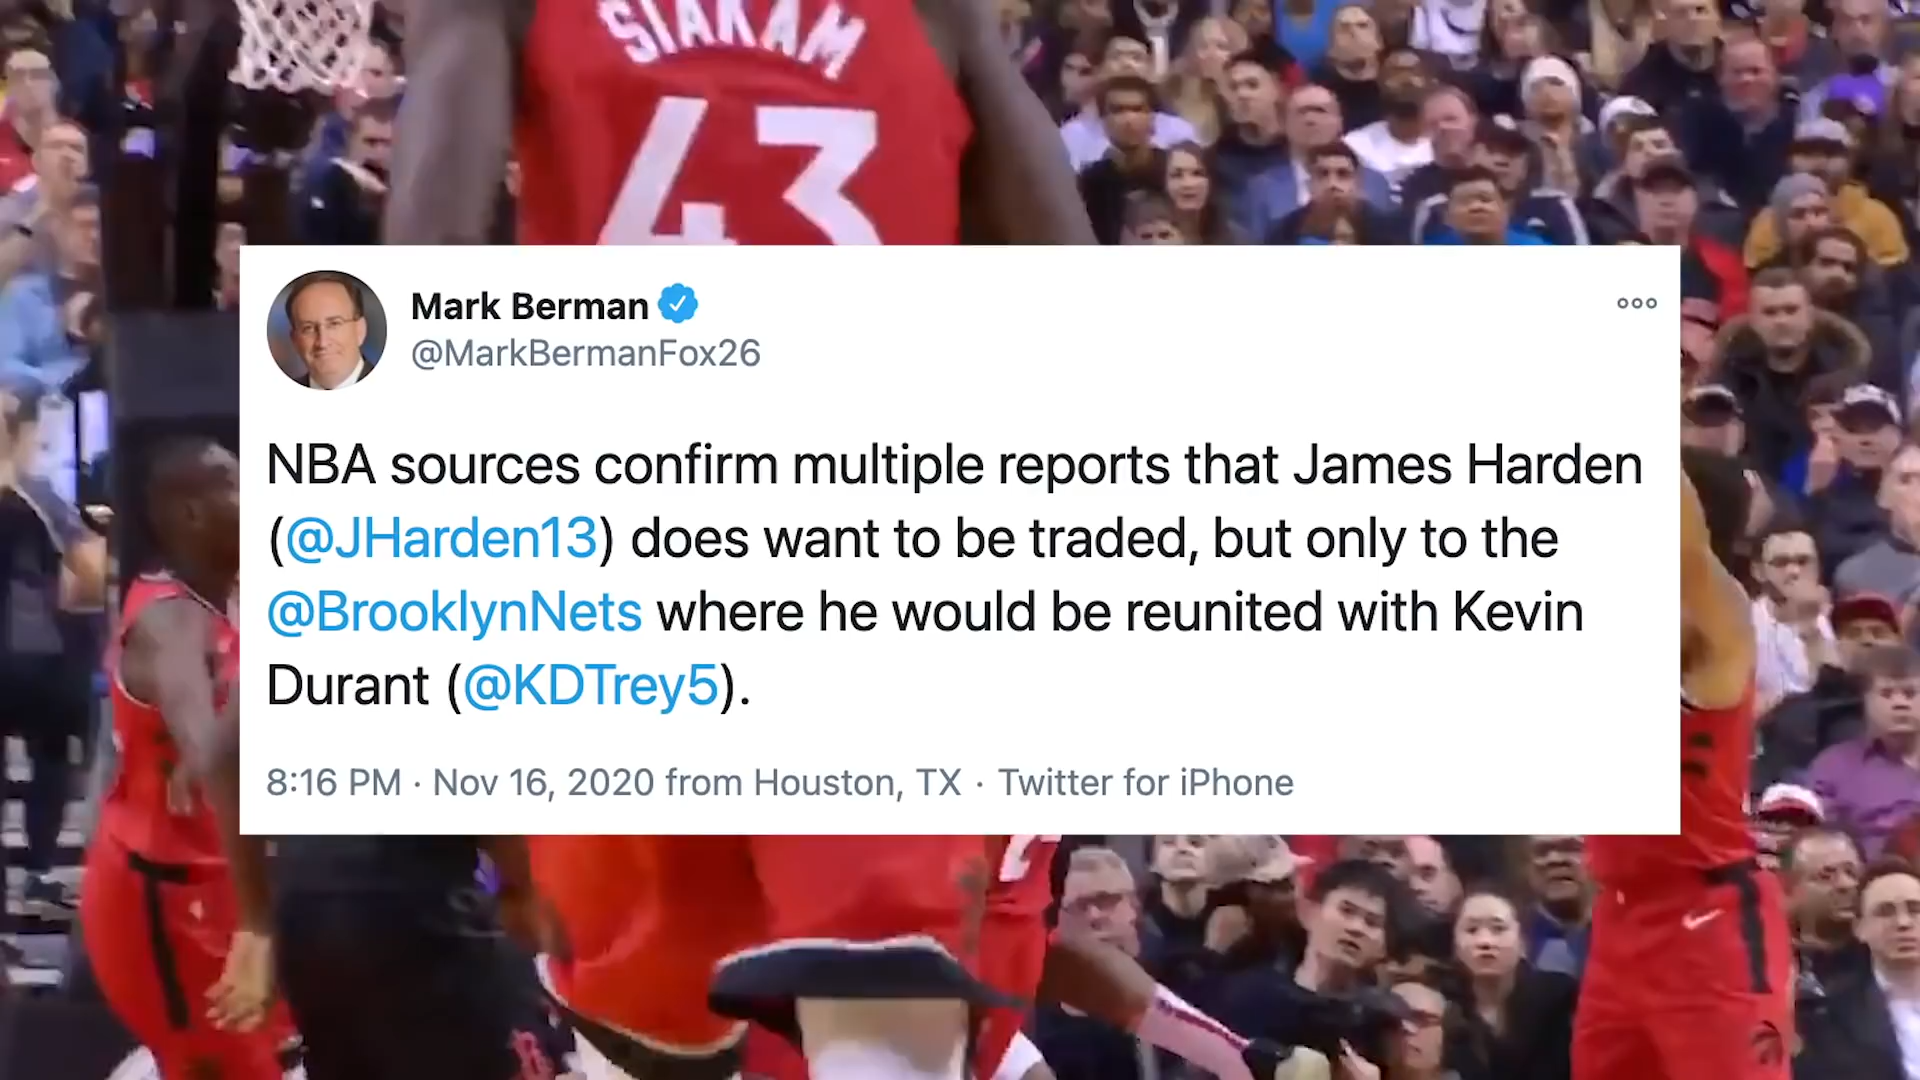 SIAKAM
43
Mark Berman
@MarkBermanFox26
NBA sources confirm multiple reports that James Harden
(@JHarden13) does want to be traded, but only to the
@BrooklynNets where he would be reunited with Kevin
Durant (@KDTrey5).
8:16 PM · Nov 16, 2020 from Houston, TX · Twitter for iPhone